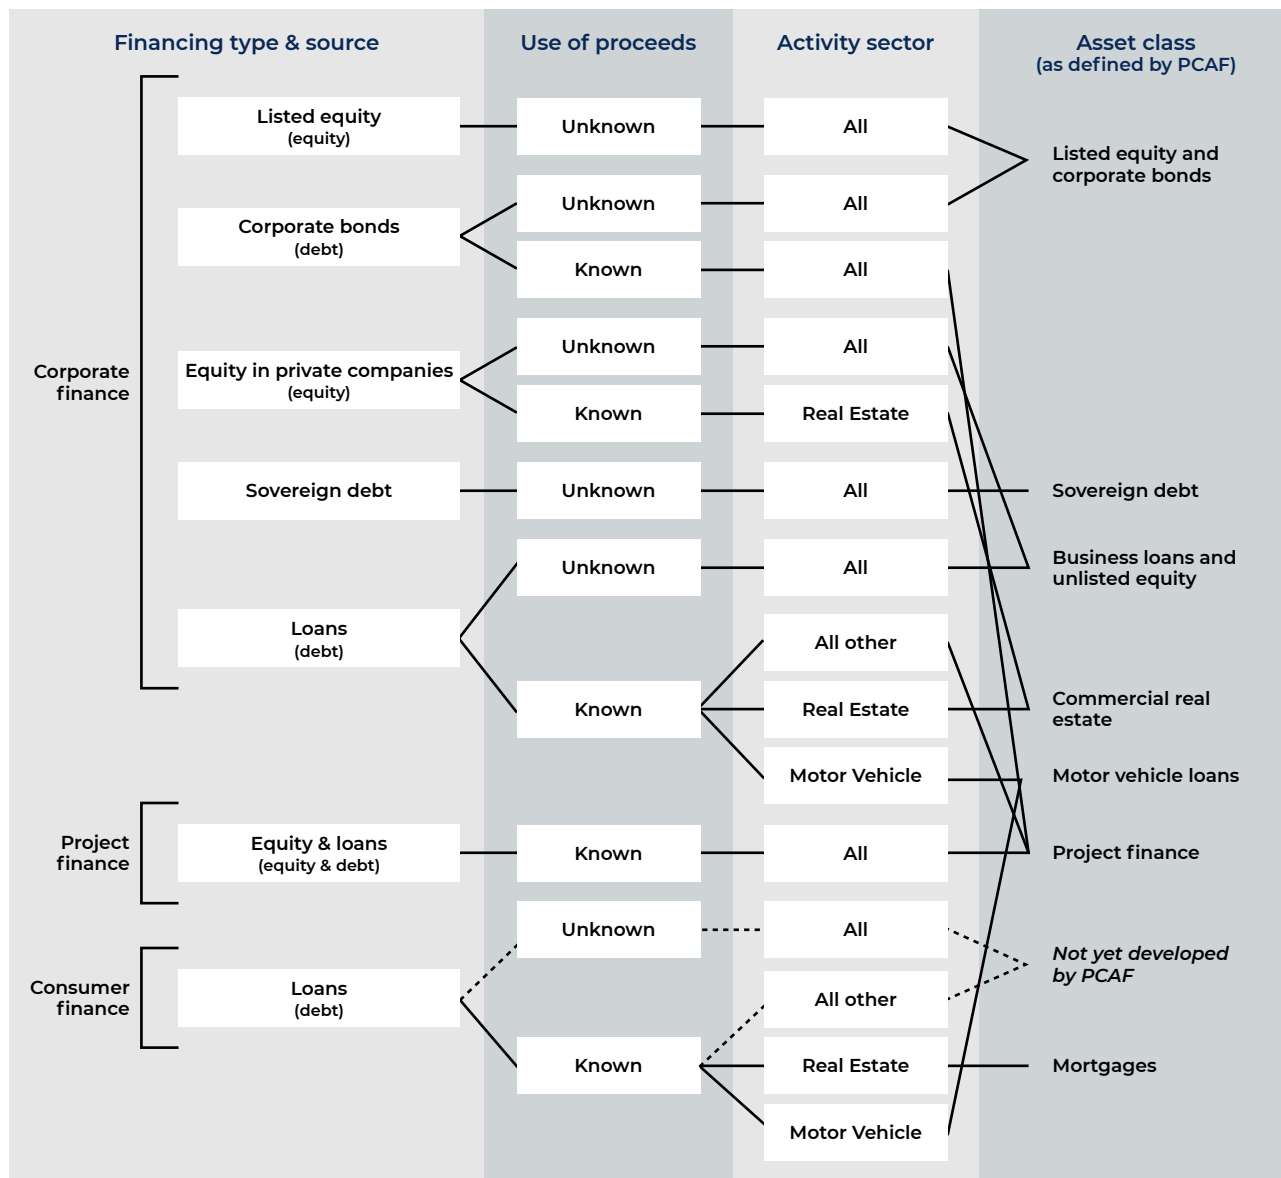 Financing type & source
Use of proceeds
Activity sector
Asset class
(as defined by PCAF)
Corporate
finance
Listed equity
(equity)
Unknown
All
Listed equity and
corporate bonds
Corporate bonds
(debt)
Unknown
All
Known
All
Equity in private companies
(equity)
Unknown
All
Known
Real Estate
Sovereign debt
Unknown
All
Sovereign debt
Loans
(debt)
Unknown
All
Business loans and
unlisted equity
Known
All other
Real Estate
Commercial real
estate
Motor Vehicle
Motor vehicle loans
Project
finance
Equity & loans
(equity & debt)
Known
All
Project finance
Consumer
finance
Loans
(debt)
Unknown
All
Not yet developed
by PCAF
Known
All other
Real Estate
Mortgages
Motor Vehicle